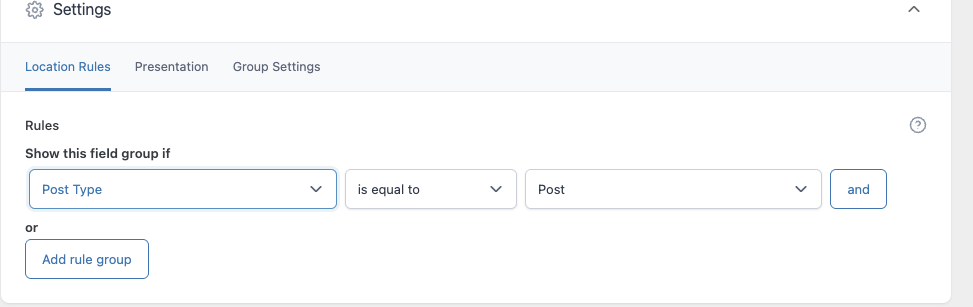 Settings
Location Rules Presentation Group Settings
Rules
Show this field group if
Post Type is equal to Post and
or
Add rule group